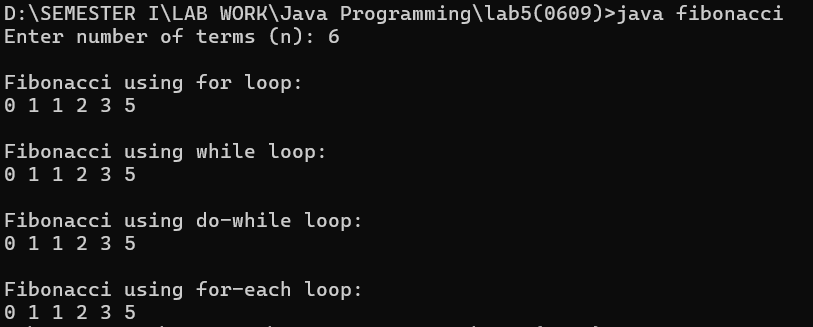 D:\SEMESTER I\LAB WORK\Java Programming\lab5(0609)>java fibonacci
Enter number of terms (n): 6
Fibonacci using for loop:
0 1 1 2 3 5
Fibonacci using while loop:
0 1 1 2 3 5
Fibonacci using do-while loop:
0 1 1 2 3 5
Fibonacci using for-each loop:
0 1 1 2 3 5